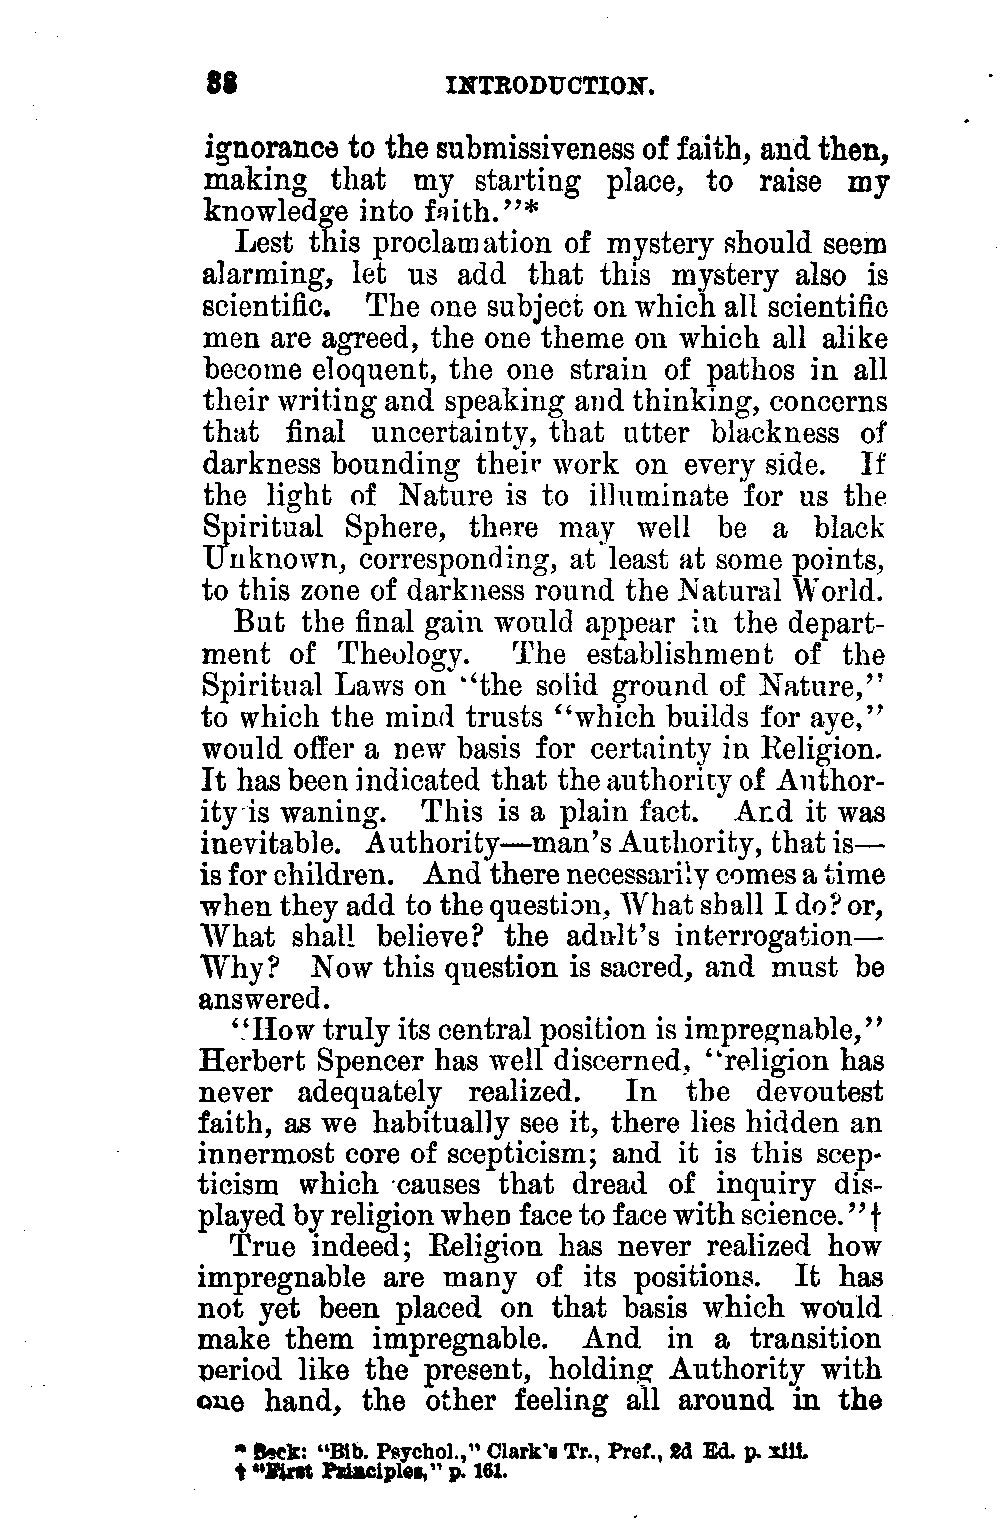 38 INTRODUCTION.
ignorance to the submissiveness of faith, and then,
making that my starting place, to raise my
knowledge into faith."*
Lest this proclamation of mystery should seem
alarming, let us add that this mystery also is
scientific. The one subject on which all scientific
men are agreed, the one theme on which all alike
become eloquent, the one strain of pathos in all
their writing and speaking and thinking, concerns
that final uncertainty, that utter blackness of
darkness bounding their work on every side. If
the light of Nature is to illuminate for us the
Spiritual Sphere, there may well be a black
Unknown, corresponding, at least at some points,
to this zone of darkness round the Natural World.
But the final gain would appear in the depart-
ment of Theology. The establishment of the
Spiritual Laws on "the solid ground of Nature,"
to which the mind trusts "which builds for aye,"
would offer a new basis for certainty in Religion.
It has been indicated that the authority of Author-
ity is waning. This is a plain fact. And it was
inevitable. Authority—man's Authority, that is—
is for children. And there necessarily comes a time
when they add to the question, What shall I do? or,
What shall believe? the adult's interrogation—
Why? Now this question is sacred, and must be
answered.
"How truly its central position is impregnable,"
Herbert Spencer has well discerned, "religion has
never adequately realized. In the devoutest
faith, as we habitually see it, there lies hidden an
innermost core of scepticism; and it is this scep-
ticism which causes that dread of inquiry dis-
played by religion when face to face with science."†
True indeed; Religion has never realized how
impregnable are many of its positions. It has
not yet been placed on that basis which would
make them impregnable. And in a transition
period like the present, holding Authority with
one hand, the other feeling all around in the
* Beck: "Bib. Psychol.," Clark's Tr., Pref., 2d Ed. p. xiii.
† "First Principles," p. 161.